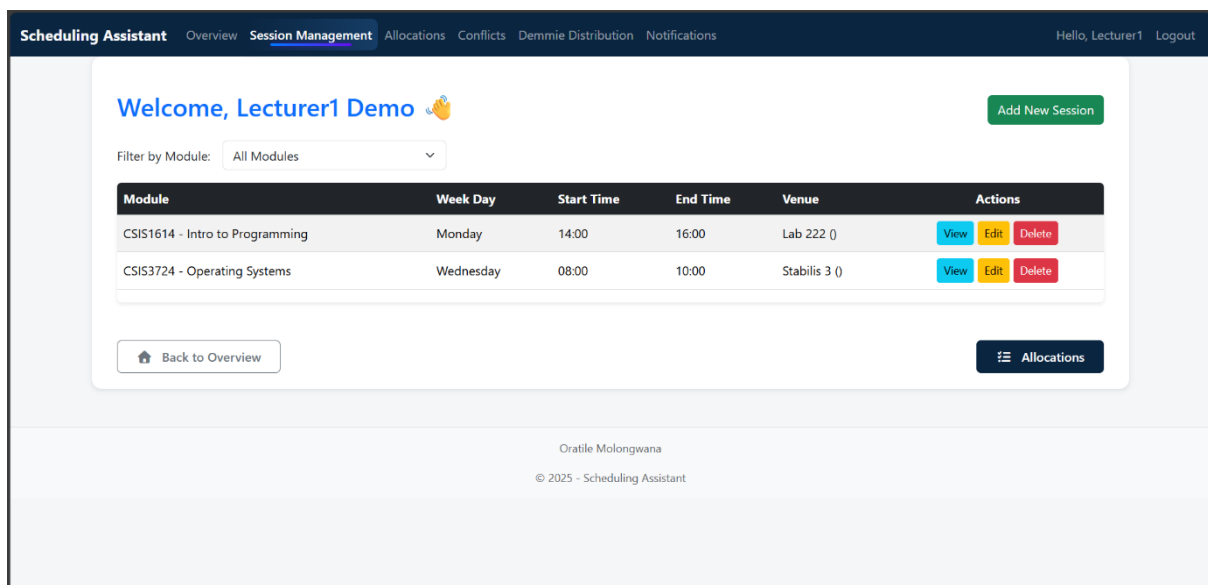 Scheduling Assistant Overview Session Management Allocations Conflicts Demmie Distribution Notifications Hello, Lecturer1 Logout
Welcome, Lecturer1 Demo 👋
Add New Session
Filter by Module: All Modules
Module Week Day Start Time End Time Venue Actions
CSIS1614 - Intro to Programming Monday 14:00 16:00 Lab 222 () View Edit Delete
CSIS3724 - Operating Systems Wednesday 08:00 10:00 Stabilis 3 () View Edit Delete
Back to Overview Allocations
Oratile Molongwana
© 2025 - Scheduling Assistant